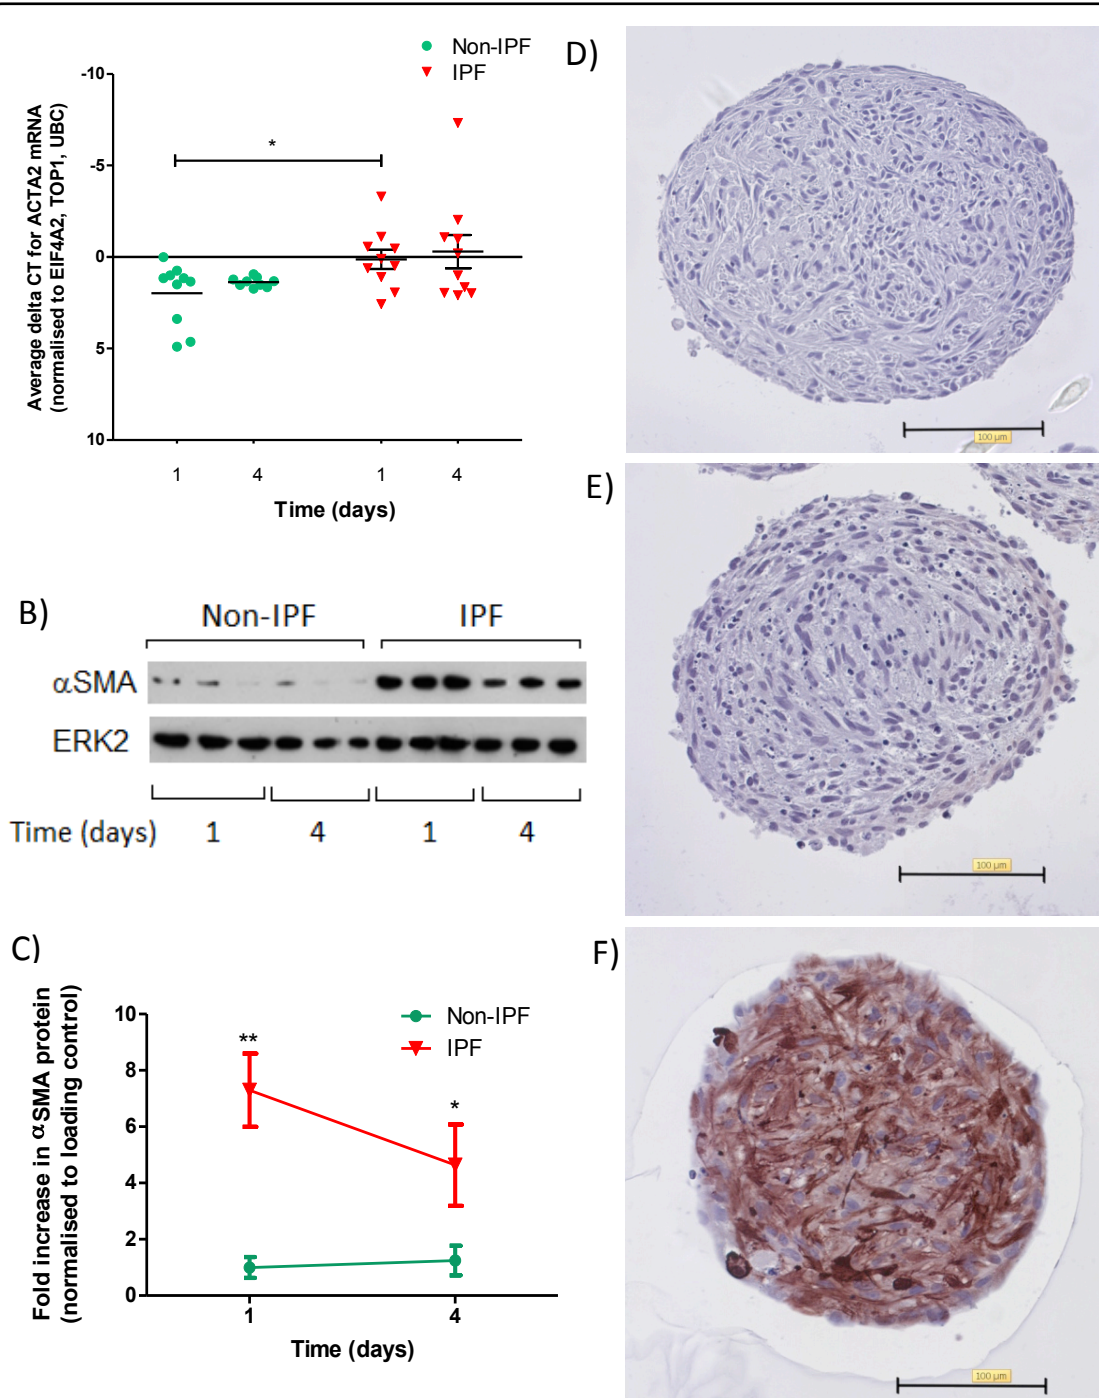 Non-IPF
IPF
-10
-5
0
5
10
*
Average delta CT for ACTA2 mRNA
(normalised to EIF4A2, TOP1, UBC)
1 4 1 4
Time (days)
B)
Non-IPF IPF
αSMA
ERK2
Time (days) 1 4 1 4
C)
Non-IPF
IPF
10
8
6
4
2
0
**
*
Fold increase in αSMA protein
(normalised to loading control)
1 4
Time (days)
D)
100 µm
E)
100 µm
F)
100 µm